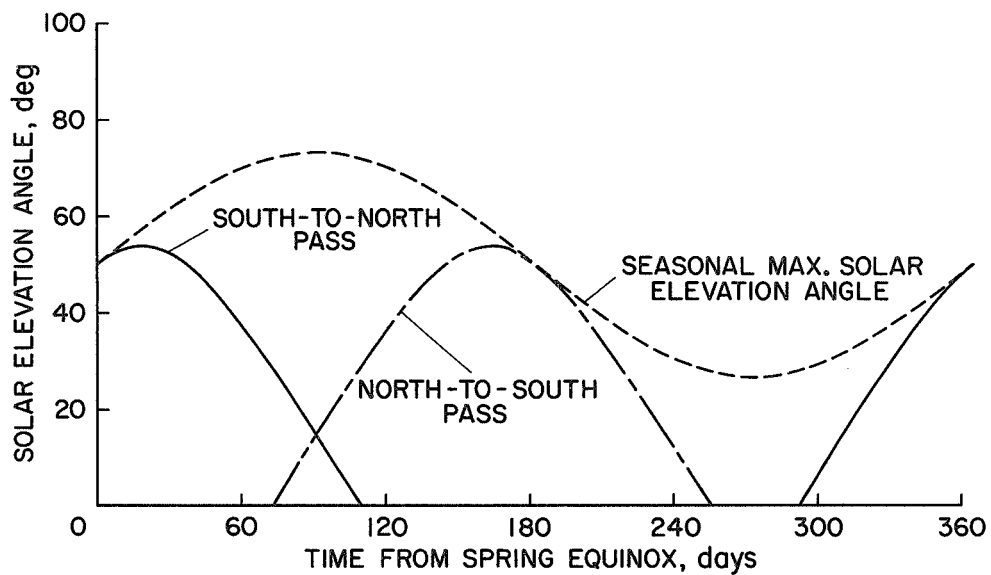 100
80
60
40
20
SOLAR ELEVATION ANGLE, deg
SOUTH-TO-NORTH
PASS
SEASONAL MAX. SOLAR
ELEVATION ANGLE
NORTH-TO-SOUTH
PASS
0 60 120 180 240 300 360
TIME FROM SPRING EQUINOX, days